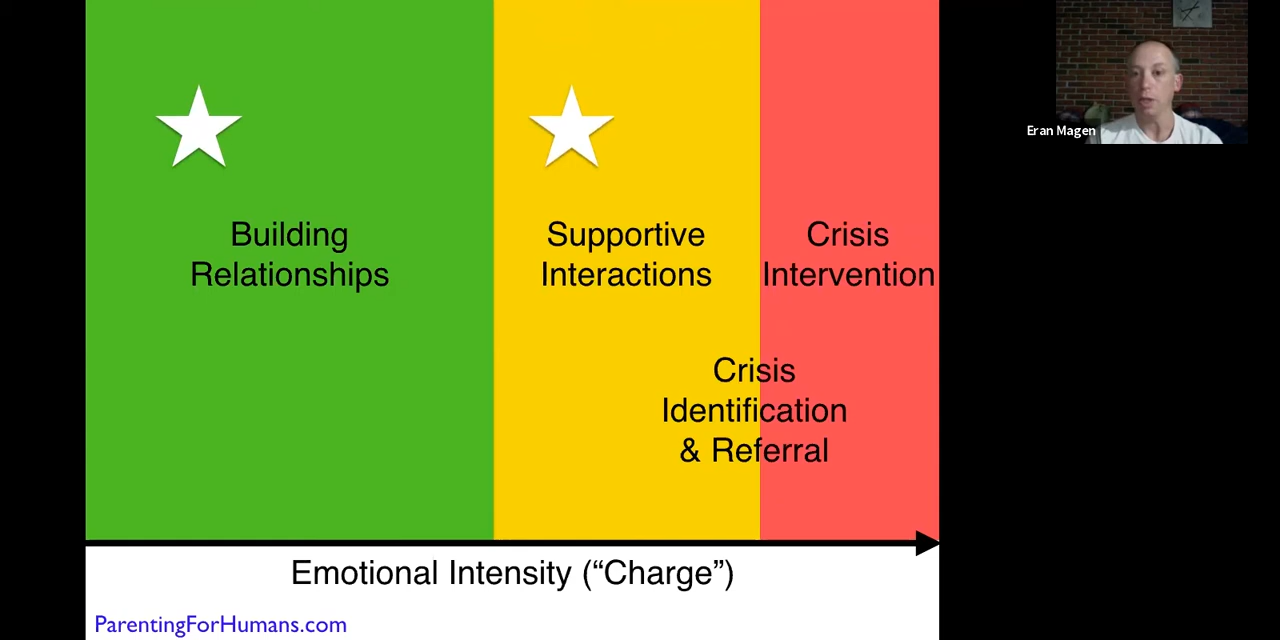 Building
Relationships
Supportive
Interactions
Crisis
Intervention
Crisis
Identification
& Referral
Emotional Intensity (“Charge”)
ParentingForHumans.com
Eran Magen